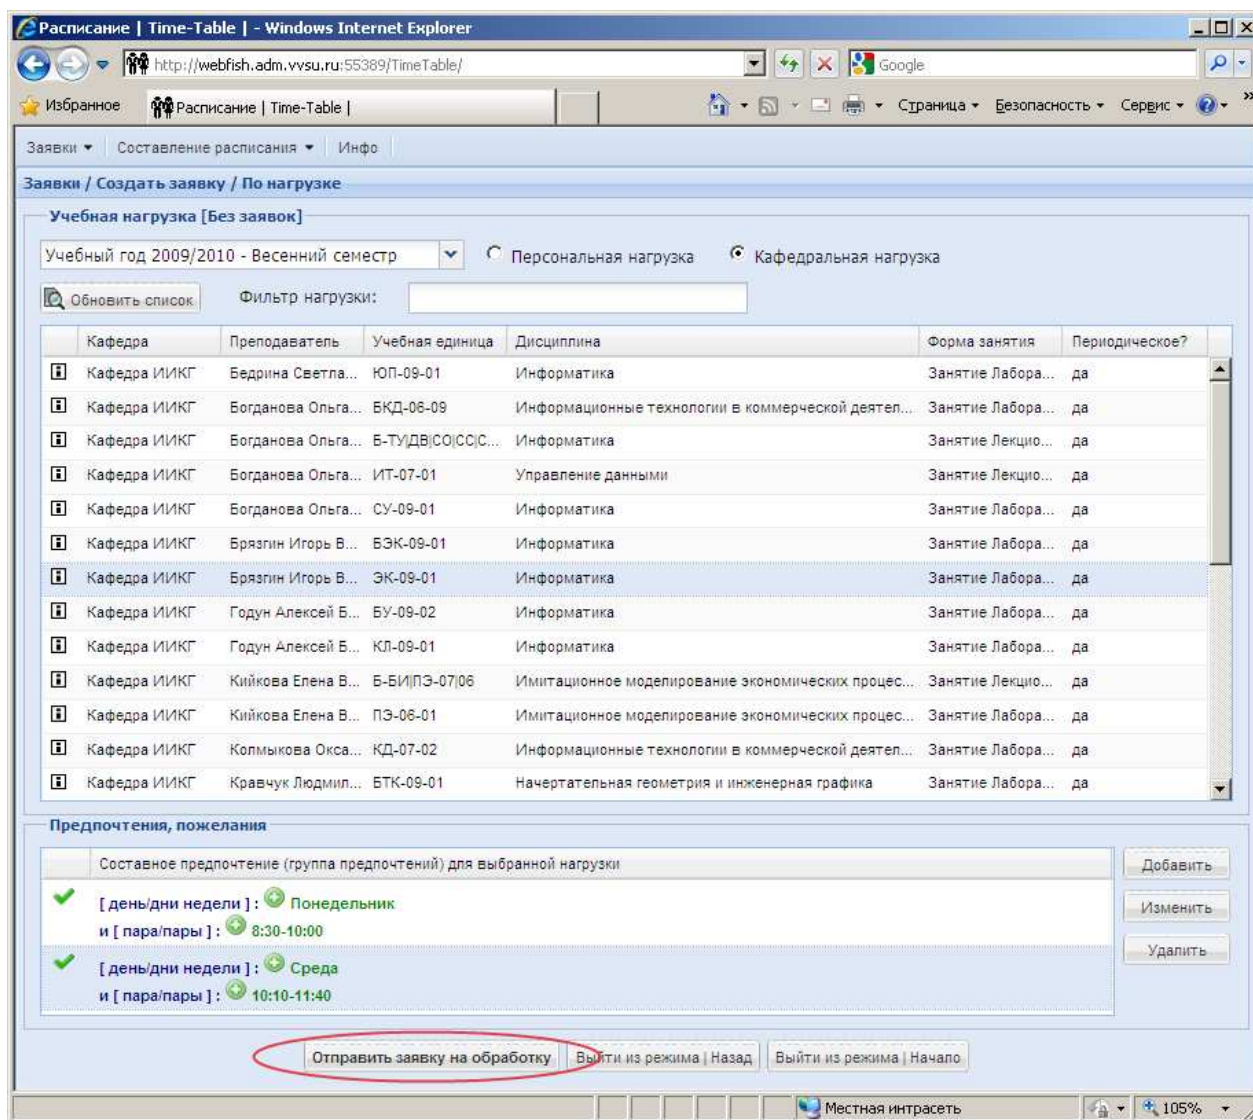 Расписание | Time-Table | - Windows Internet Explorer
http://webfish.adm.vvsu.ru:55389/TimeTable/ Google
Избранное Расписание | Time-Table | Страница Безопасность Сервис »
Заявки Составление расписания Инфо
Заявки / Создать заявку / По нагрузке
Учебная нагрузка [Без заявок]
Учебный год 2009/2010 - Весенний семестр Персональная нагрузка Кафедральная нагрузка
Обновить список Фильтр нагрузки:
Кафедра Преподаватель Учебная единица Дисциплина Форма занятия Периодическое?
Кафедра ИИКГ Бедрина Светла... ЮП-09-01 Информатика Занятие Лабора... да
Кафедра ИИКГ Богданова Ольга... БКД-06-09 Информационные технологии в коммерческой деятел... Занятие Лабора... да
Кафедра ИИКГ Богданова Ольга... Б-ТУ|ДВ|СО|СС|С... Информатика Занятие Лекцио... да
Кафедра ИИКГ Богданова Ольга... ИТ-07-01 Управление данными Занятие Лекцио... да
Кафедра ИИКГ Богданова Ольга... СУ-09-01 Информатика Занятие Лабора... да
Кафедра ИИКГ Брязгин Игорь В... БЭК-09-01 Информатика Занятие Лабора... да
Кафедра ИИКГ Брязгин Игорь В... ЭК-09-01 Информатика Занятие Лабора... да
Кафедра ИИКГ Годун Алексей Б... БУ-09-02 Информатика Занятие Лабора... да
Кафедра ИИКГ Годун Алексей Б... КЛ-09-01 Информатика Занятие Лабора... да
Кафедра ИИКГ Кийкова Елена В... Б-БИ|ПЭ-07|06 Имитационное моделирование экономических процес... Занятие Лекцио... да
Кафедра ИИКГ Кийкова Елена В... ПЭ-06-01 Имитационное моделирование экономических процес... Занятие Лабора... да
Кафедра ИИКГ Колмыкова Окса... КД-07-02 Информационные технологии в коммерческой деятел... Занятие Лабора... да
Кафедра ИИКГ Кравчук Людмил... БТК-09-01 Начертательная геометрия и инженерная графика Занятие Лабора... да
Предпочтения, пожелания
Составное предпочтение (группа предпочтений) для выбранной нагрузки Добавить
[ день/дни недели ] : Понедельник Изменить
и [ пара/пары ] : 8:30-10:00
Удалить
[ день/дни недели ] : Среда
и [ пара/пары ] : 10:10-11:40
Отправить заявку на обработку Выйти из режима | Назад Выйти из режима | Начало
Местная интрасеть 105%